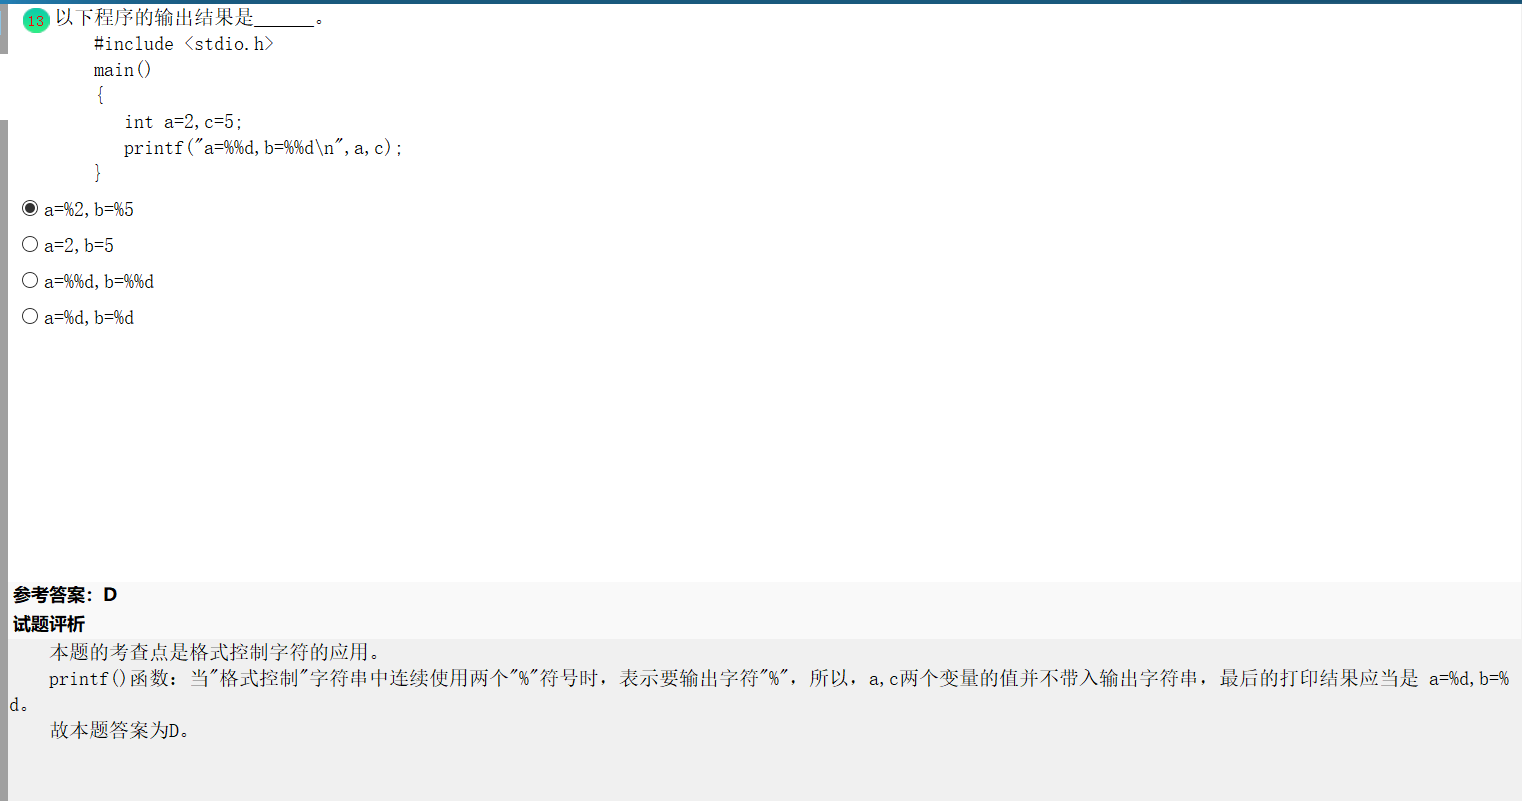 13 以下程序的输出结果是______。
#include <stdio.h>
main()
{
int a=2,c=5;
printf("a=%%d,b=%%d\n",a,c);
}
a=%2,b=%5
a=2,b=5
a=%%d,b=%%d
a=%d,b=%d
参考答案：D
试题评析
本题的考查点是格式控制字符的应用。
printf()函数：当"格式控制"字符串中连续使用两个"%"符号时，表示要输出字符"%"，所以，a,c两个变量的值并不带入输出字符串，最后的打印结果应当是 a=%d,b=%
d。
故本题答案为D。